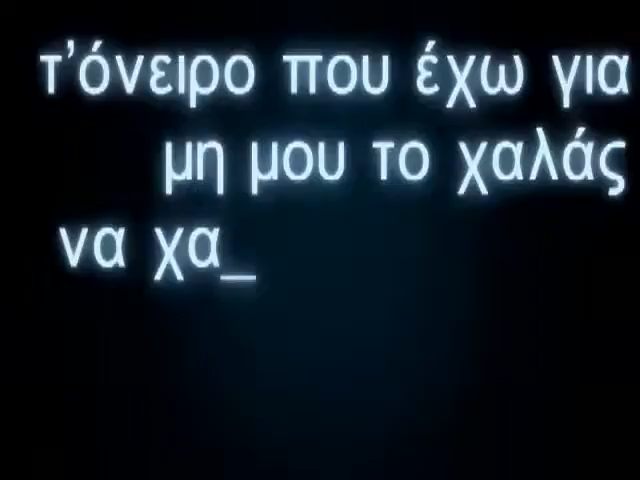 τ'όνειρο που έχω για
μη μου το χαλάς
να χα_